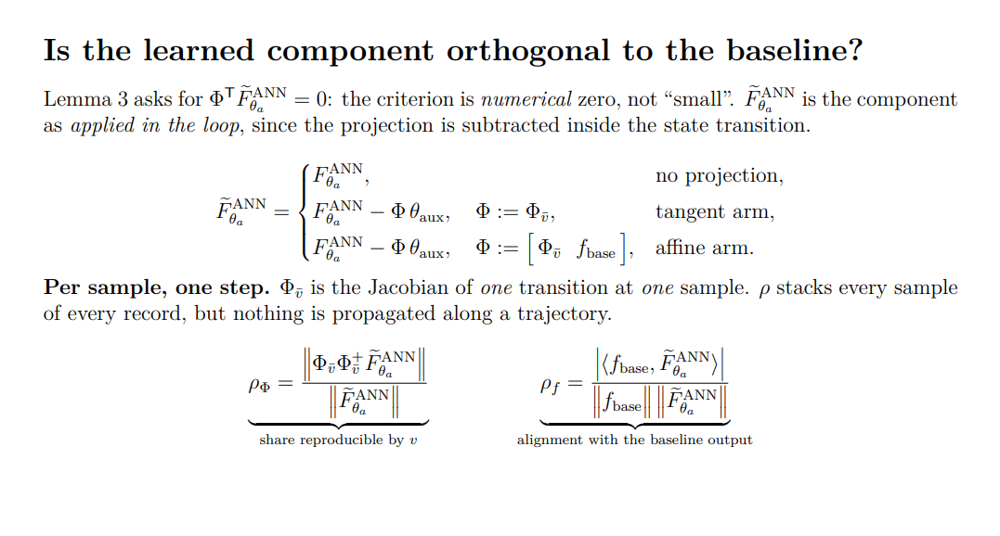 Is the learned component orthogonal to the baseline?
Lemma 3 asks for Φ^⊤ F̃^ANN_θₐ = 0: the criterion is numerical zero, not “small”. F̃^ANN_θₐ is the component
as applied in the loop, since the projection is subtracted inside the state transition.
F̃^ANN_θₐ = { F^ANN_θₐ, no projection,
F^ANN_θₐ − Φ θ_aux, Φ := Φ_v̄, tangent arm,
F^ANN_θₐ − Φ θ_aux, Φ := [Φ_v̄ f_base], affine arm.
Per sample, one step. Φ_v̄ is the Jacobian of one transition at one sample. ρ stacks every sample
of every record, but nothing is propagated along a trajectory.
ρ_Φ = ‖Φ_v̄ Φ_v̄^+ F̃^ANN_θₐ‖ / ‖F̃^ANN_θₐ‖ ρ_f = |⟨f_base, F̃^ANN_θₐ⟩| / ‖f_base‖ ‖F̃^ANN_θₐ‖
share reproducible by v alignment with the baseline output